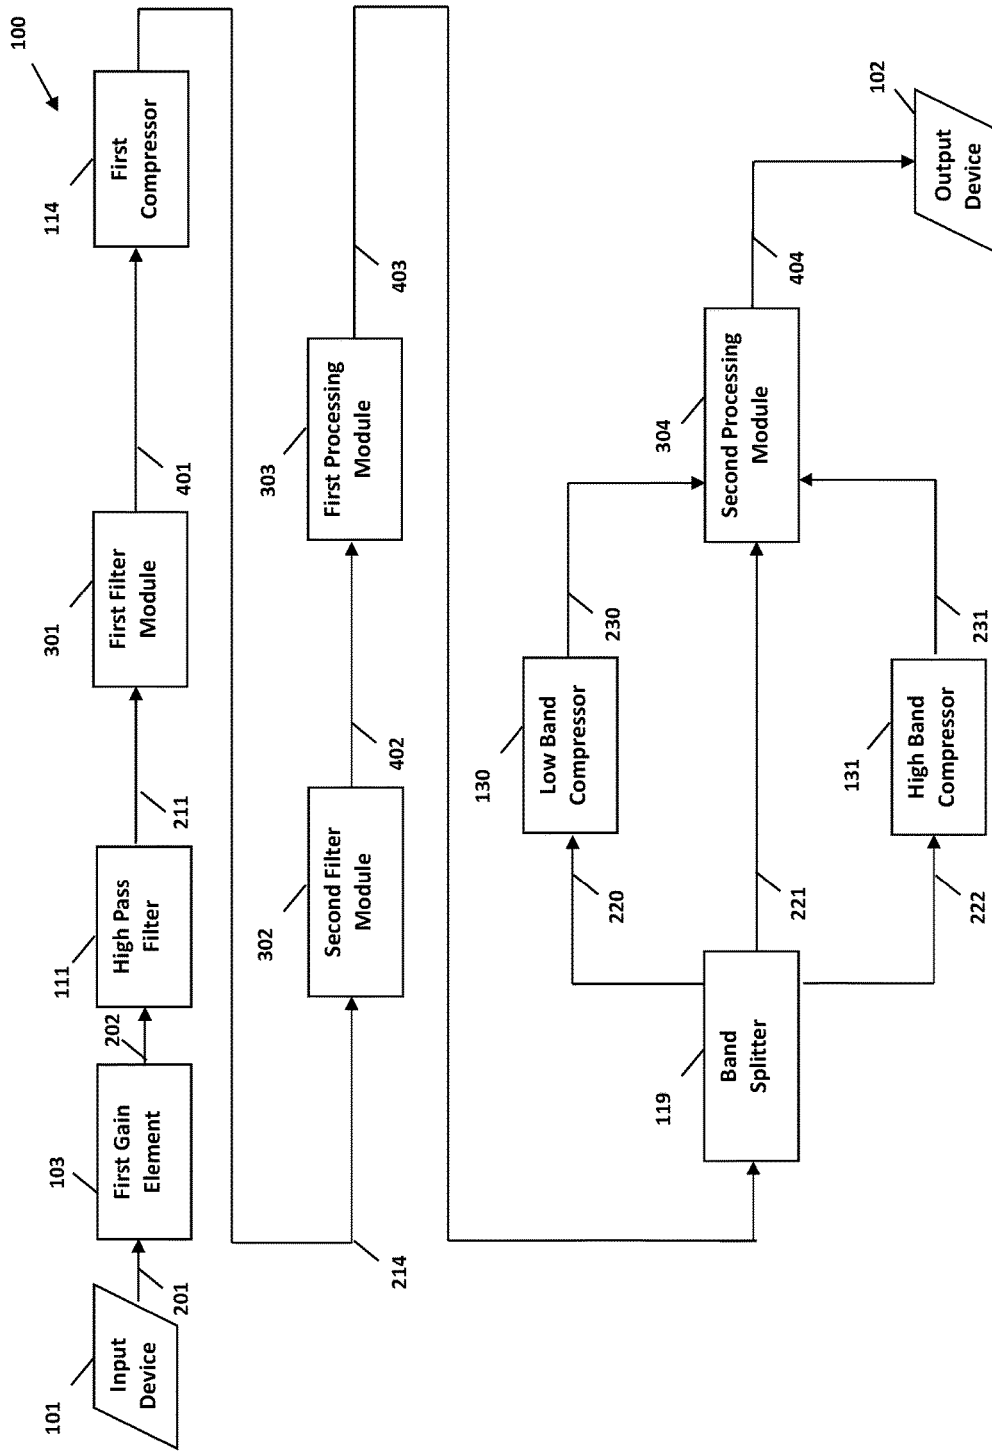 100
101
Input
Device
201
103
First Gain
Element
202
111
High Pass
Filter
211
301
First Filter
Module
401
114
First
Compressor
214
302
Second Filter
Module
402
303
First Processing
Module
403
119
Band
Splitter
220
221
222
130
Low Band
Compressor
230
131
High Band
Compressor
231
304
Second Processing
Module
404
102
Output
Device